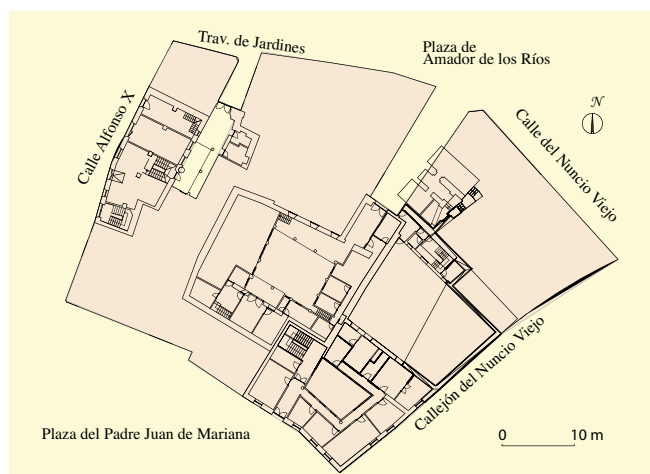 Trav. de Jardines
Plaza de
Amador de los Ríos
N
Calle Alfonso X
Calle del Nuncio Viejo
Callejón del Nuncio Viejo
Plaza del Padre Juan de Mariana
0 10 m